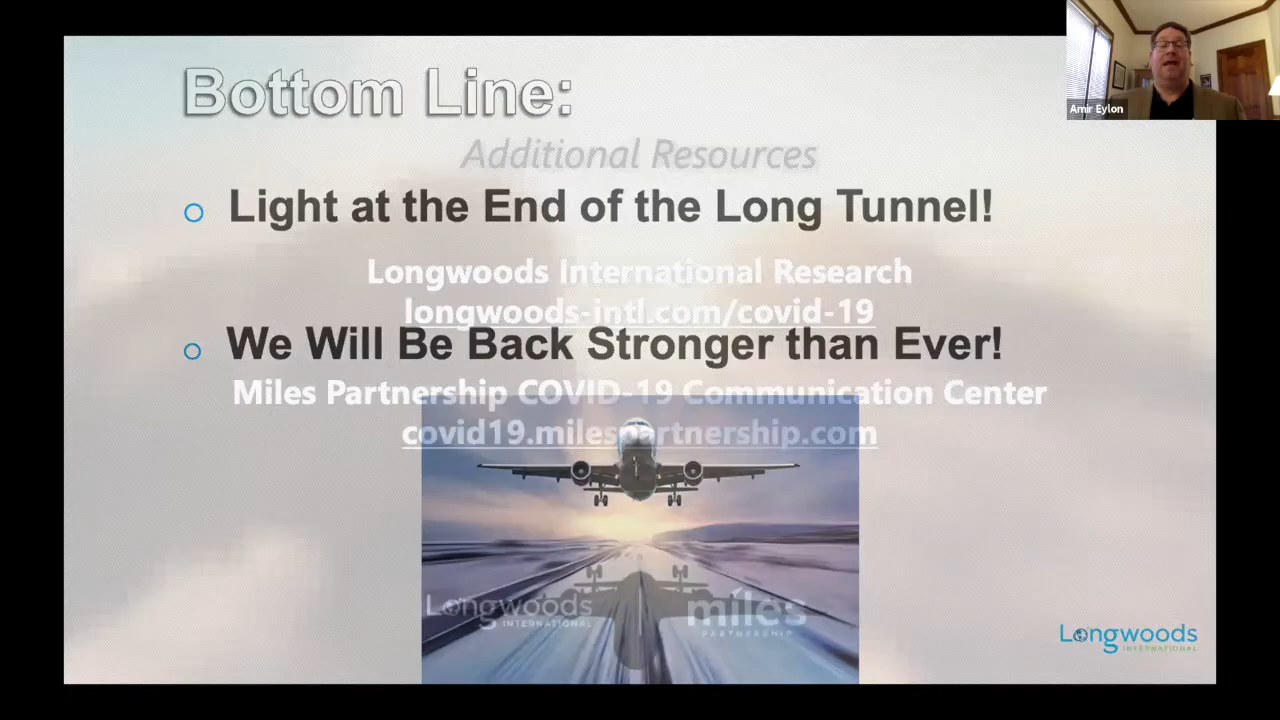 Amir Eylon
Bottom Line:
Additional Resources
Light at the End of the Long Tunnel!
Longwoods International Research
longwoods-intl.com/covid-19
We Will Be Back Stronger than Ever!
Miles Partnership COVID-19 Communication Center
covid19.milespartnership.com
Longwoods
INTERNATIONAL
miles
PARTNERSHIP
Longwoods
INTERNATIONAL